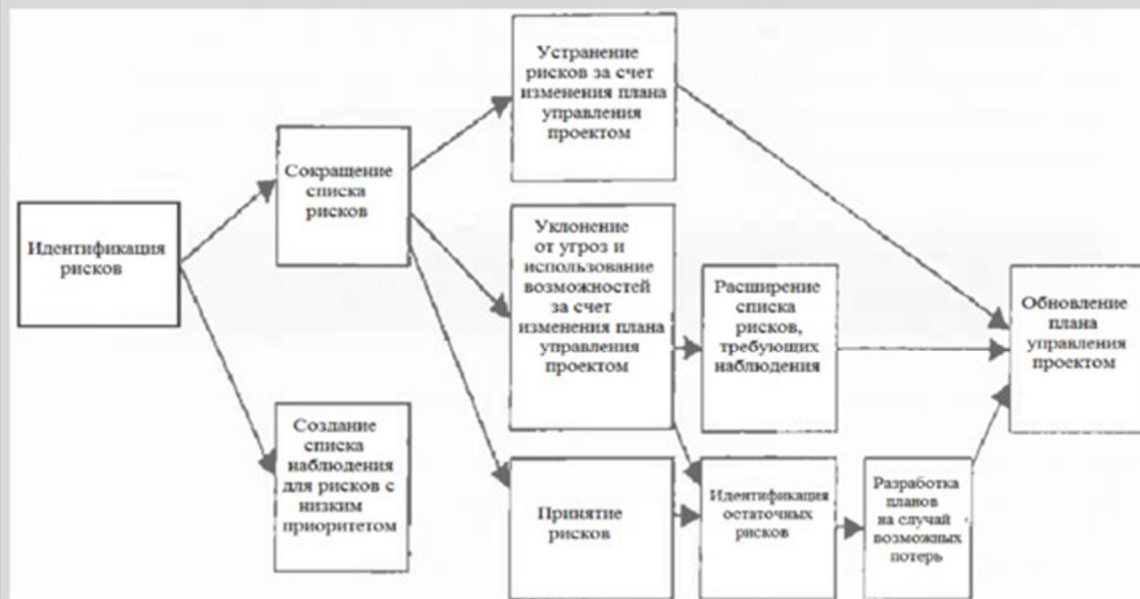 Идентификация
рисков
Сокращение
списка
рисков
Создание
списка
наблюдения
для рисков с
низким
приоритетом
Устранение
рисков за счет
изменения плана
управления
проектом
Уклонение
от угроз и
использование
возможностей
за счет
изменения плана
управления
проектом
Принятие
рисков
Расширение
списка
рисков,
требующих
наблюдения
Идентификация
остаточных
рисков
Разработка
планов
на случай
возможных
потерь
Обновление
плана
управления
проектом